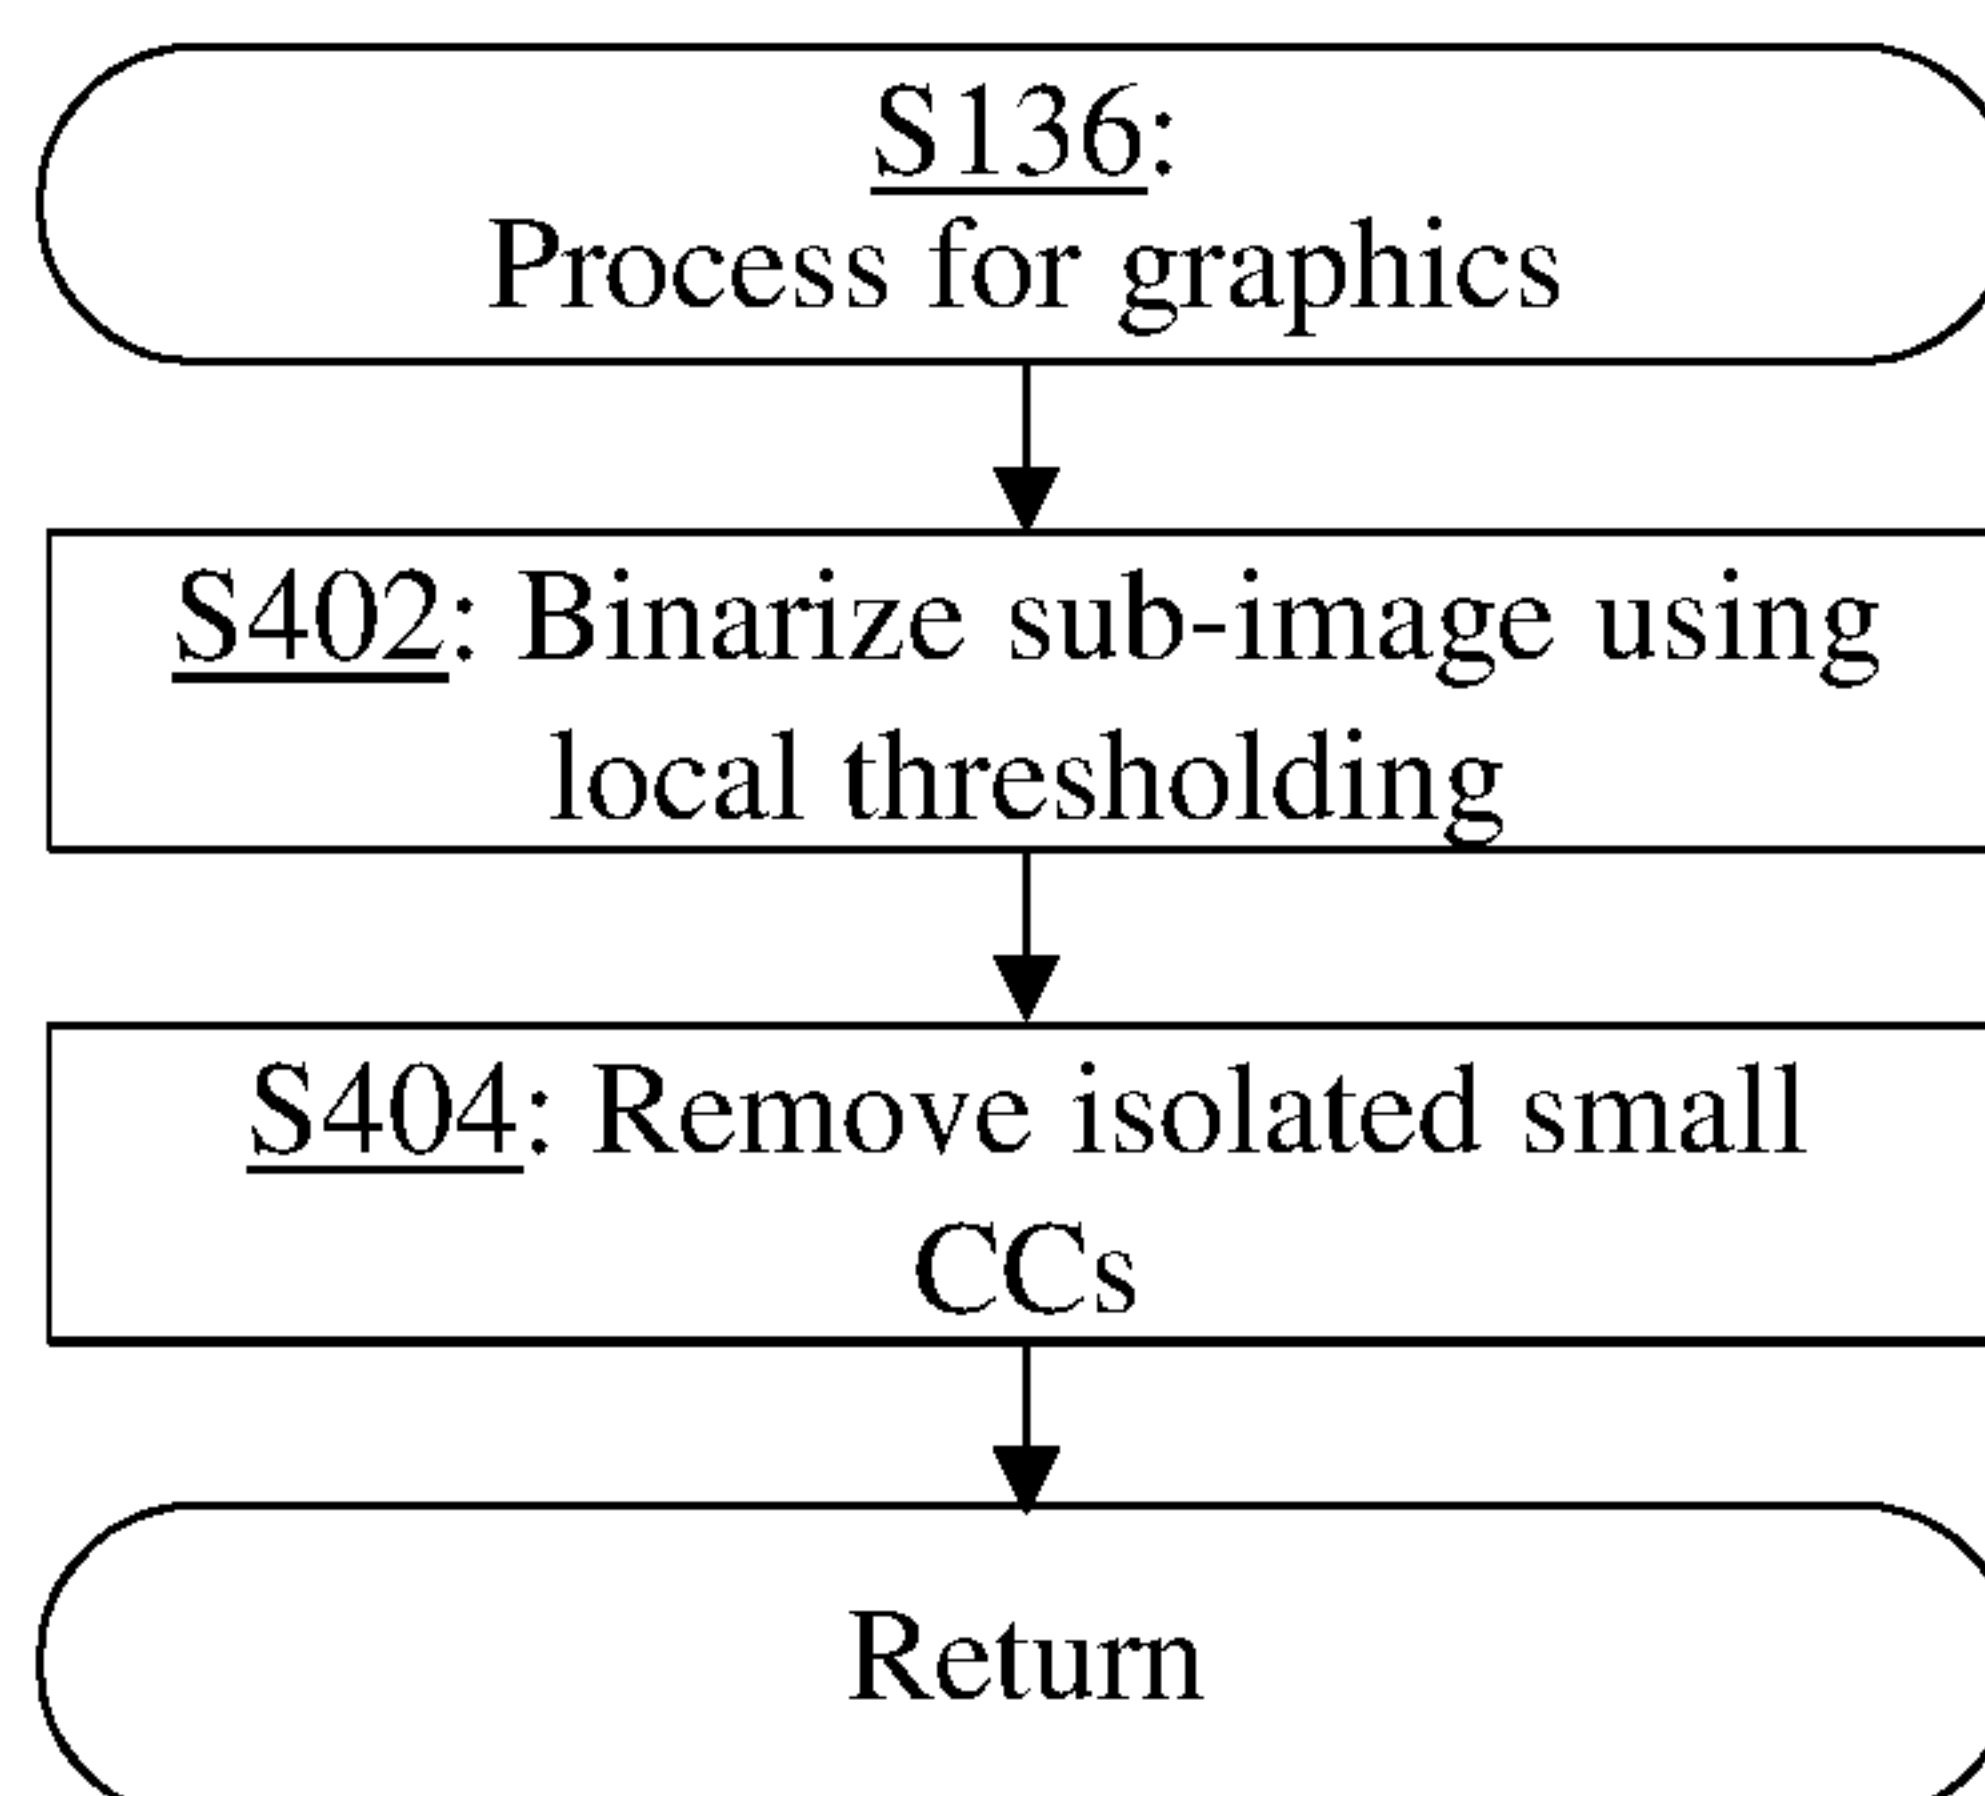 S136:
Process for graphics
S402: Binarize sub-image using
local thresholding
S404: Remove isolated small
CCs
Return